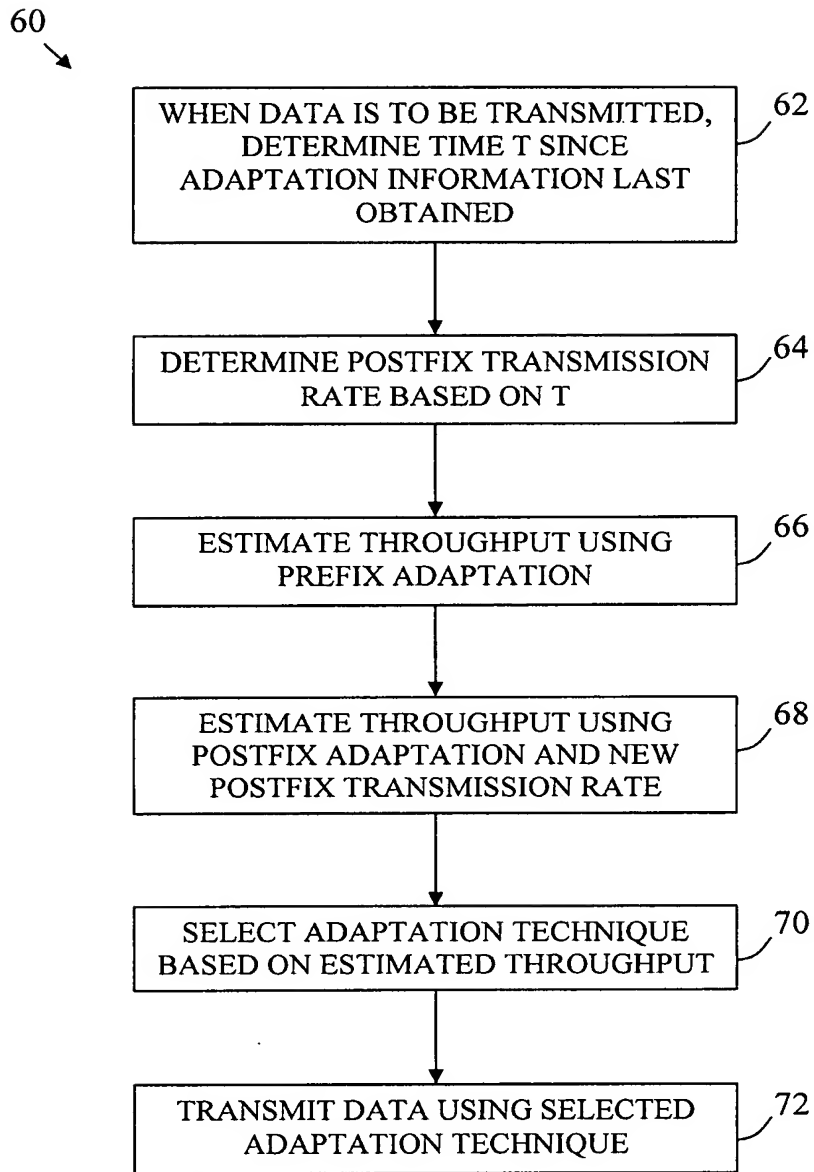 60
WHEN DATA IS TO BE TRANSMITTED,
DETERMINE TIME T SINCE
ADAPTATION INFORMATION LAST
OBTAINED
62
DETERMINE POSTFIX TRANSMISSION
RATE BASED ON T
64
ESTIMATE THROUGHPUT USING
PREFIX ADAPTATION
66
ESTIMATE THROUGHPUT USING
POSTFIX ADAPTATION AND NEW
POSTFIX TRANSMISSION RATE
68
SELECT ADAPTATION TECHNIQUE
BASED ON ESTIMATED THROUGHPUT
70
TRANSMIT DATA USING SELECTED
ADAPTATION TECHNIQUE
72